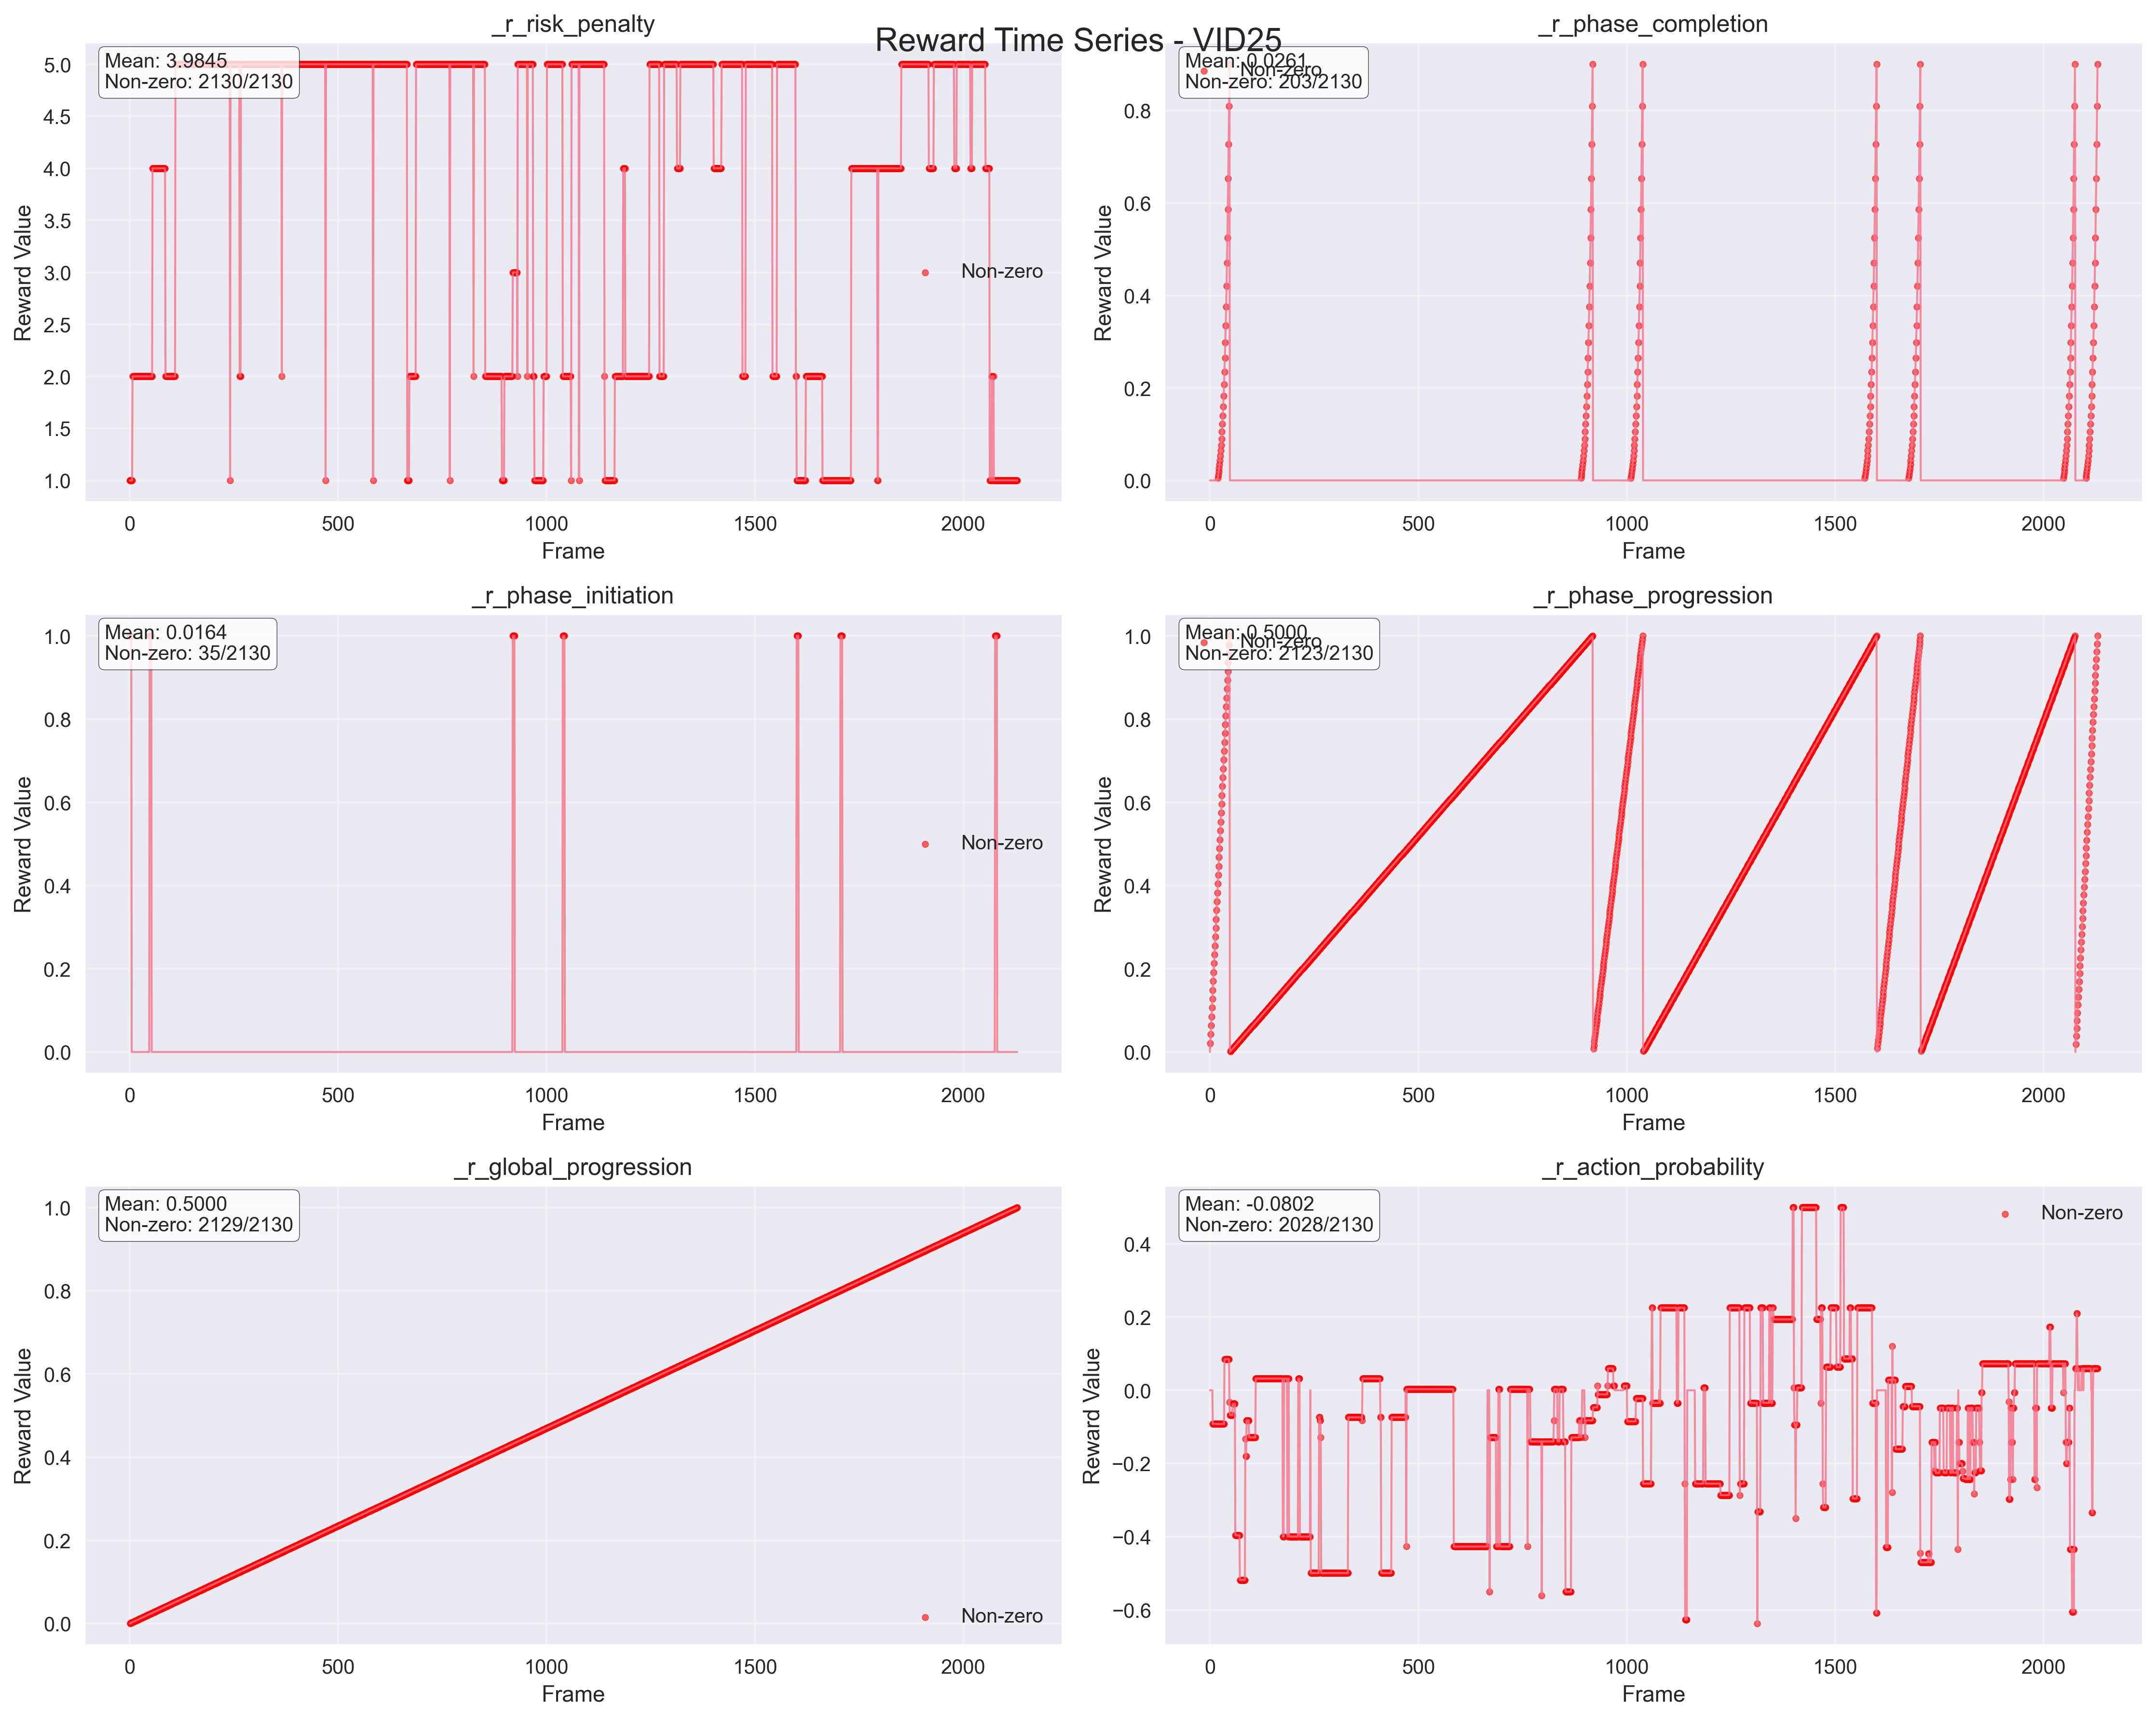 Reward Time Series - VID25
_r_risk_penalty
Mean: 3.9845
Non-zero: 2130/2130
Non-zero
Reward Value
5.0
4.5
4.0
3.5
3.0
2.5
2.0
1.5
1.0
0 500 1000 1500 2000
Frame
_r_phase_completion
Mean: 0.0261
Non-zero: 203/2130
Non-zero
Reward Value
0.8
0.6
0.4
0.2
0.0
0 500 1000 1500 2000
Frame
_r_phase_initiation
Mean: 0.0164
Non-zero: 35/2130
Non-zero
Reward Value
1.0
0.8
0.6
0.4
0.2
0.0
0 500 1000 1500 2000
Frame
_r_phase_progression
Mean: 0.5000
Non-zero: 2123/2130
Non-zero
Reward Value
1.0
0.8
0.6
0.4
0.2
0.0
0 500 1000 1500 2000
Frame
_r_global_progression
Mean: 0.5000
Non-zero: 2129/2130
Non-zero
Reward Value
1.0
0.8
0.6
0.4
0.2
0.0
0 500 1000 1500 2000
Frame
_r_action_probability
Mean: -0.0802
Non-zero: 2028/2130
Non-zero
Reward Value
0.4
0.2
0.0
−0.2
−0.4
−0.6
0 500 1000 1500 2000
Frame